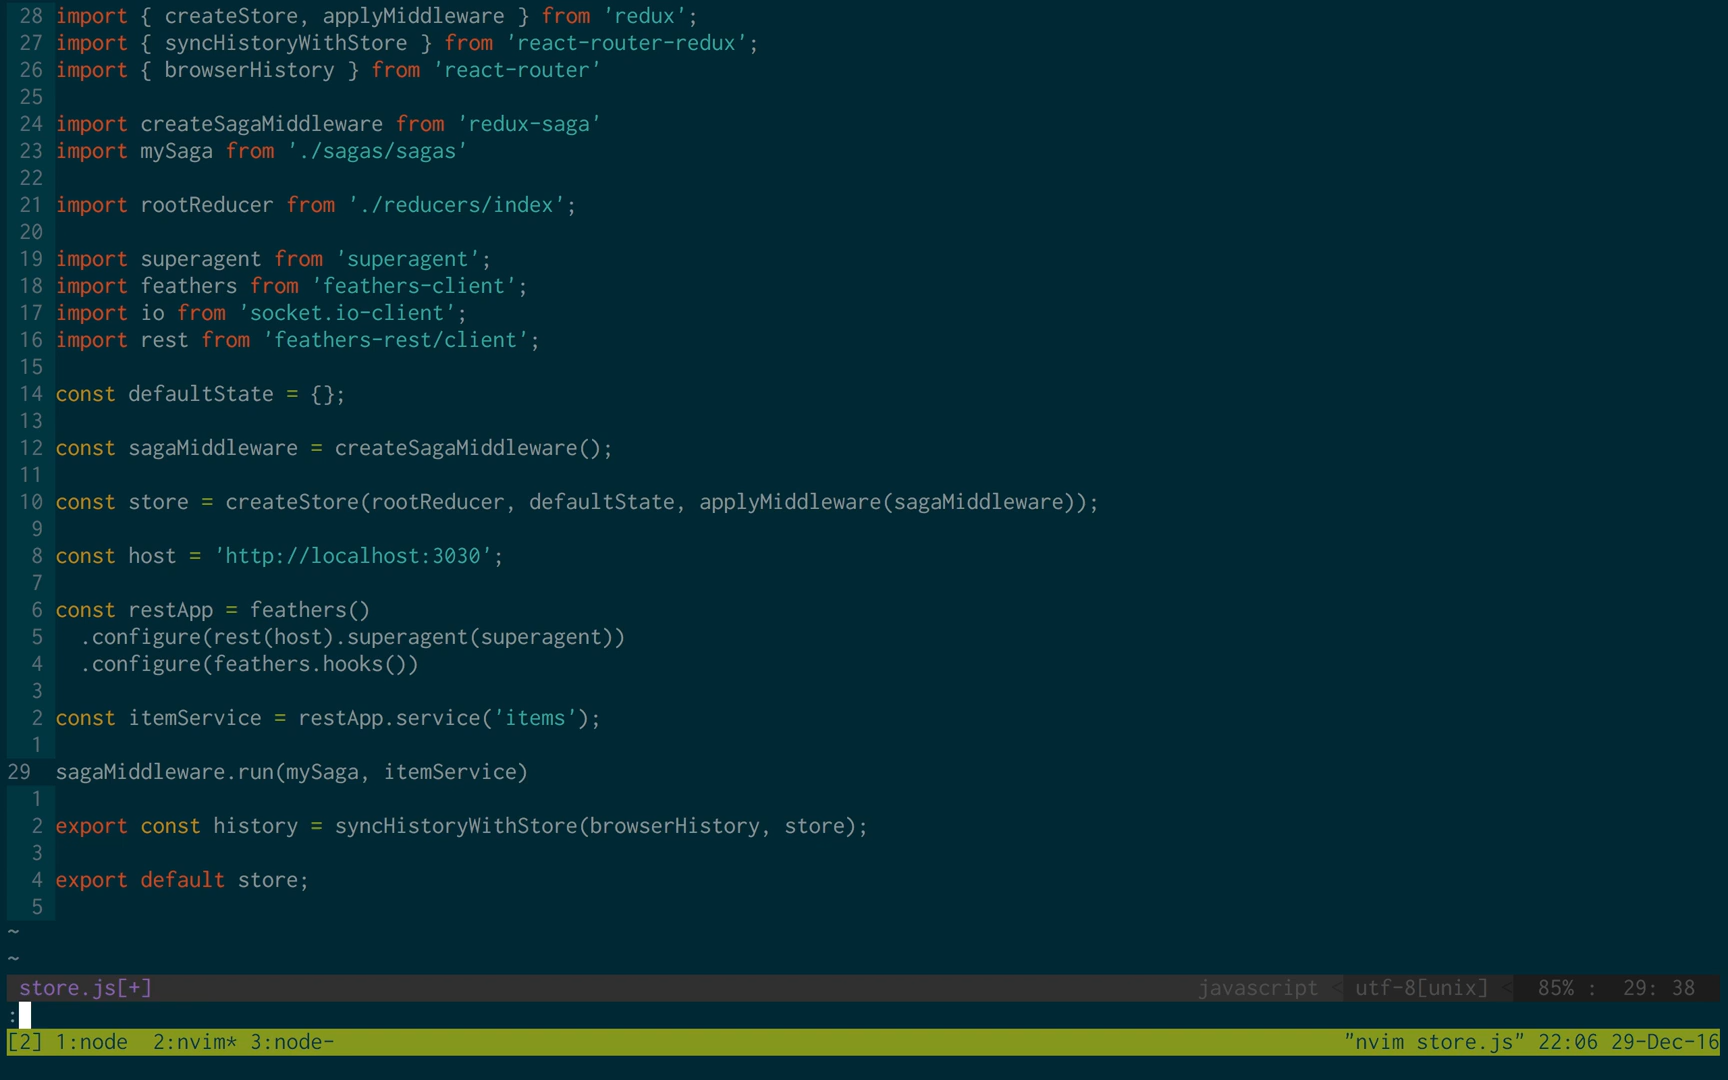 28 import { createStore, applyMiddleware } from 'redux';
27 import { syncHistoryWithStore } from 'react-router-redux';
26 import { browserHistory } from 'react-router'
25
24 import createSagaMiddleware from 'redux-saga'
23 import mySaga from './sagas/sagas'
22
21 import rootReducer from './reducers/index';
20
19 import superagent from 'superagent';
18 import feathers from 'feathers-client';
17 import io from 'socket.io-client';
16 import rest from 'feathers-rest/client';
15
14 const defaultState = {};
13
12 const sagaMiddleware = createSagaMiddleware();
11
10 const store = createStore(rootReducer, defaultState, applyMiddleware(sagaMiddleware));
9
8 const host = 'http://localhost:3030';
7
6 const restApp = feathers()
5   .configure(rest(host).superagent(superagent))
4   .configure(feathers.hooks())
3
2 const itemService = restApp.service('items');
1
29 sagaMiddleware.run(mySaga, itemService)
1
2 export const history = syncHistoryWithStore(browserHistory, store);
3
4 export default store;
5
~
~
store.js[+] javascript < utf-8[unix] < 85% : 29: 38
:
[2] 1:node  2:nvim* 3:node- "nvim store.js" 22:06 29-Dec-16